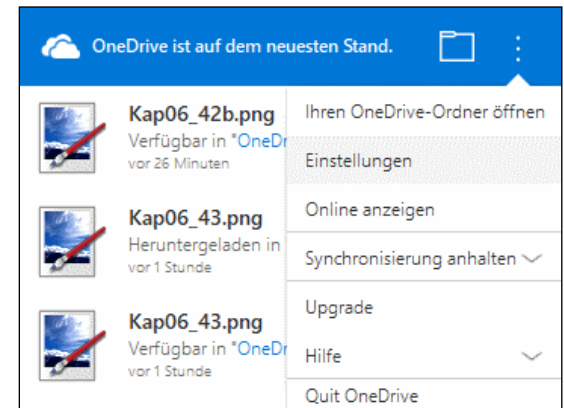 OneDrive ist auf dem neuesten Stand.
Kap06_42b.png
Verfügbar in "OneDr
vor 26 Minuten
Kap06_43.png
Heruntergeladen in
vor 1 Stunde
Kap06_43.png
Verfügbar in "OneDr
vor 1 Stunde
Ihren OneDrive-Ordner öffnen
Einstellungen
Online anzeigen
Synchronisierung anhalten
Upgrade
Hilfe
Quit OneDrive